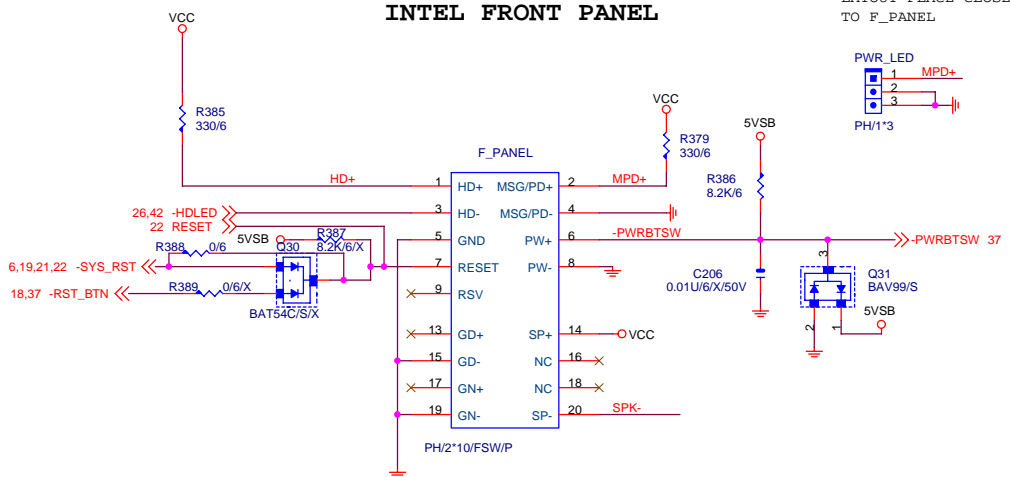 INTEL FRONT PANEL
TO F_PANEL
VCC
R385
330/6
HD+
PWR_LED
1
MPD+
2
3
PH/1*3
F_PANEL
VCC
R379
330/6
MPD+
5VSB
R386
8.2K/6
1 HD+ MSG/PD+ 2
26,42 -HDLED
3 HD- MSG/PD- 4
22 RESET
5 GND PW+ 6
-PWRBTSW
-PWRBTSW 37
5VSB
R387
8.2K/6/X
R388 0/6
Q30
6,19,21,22 -SYS_RST
7 RESET PW- 8
18,37 -RST_BTN
R389 0/6/X
BAT54C/S/X
9 RSV
C206
0.01U/6/X/50V
3
Q31
BAV99/S
2
1
5VSB
13 GD+ SP+ 14
VCC
15 GD- NC 16
17 GN+ NC 18
19 GN- SP- 20
SPK-
PH/2*10/FSW/P